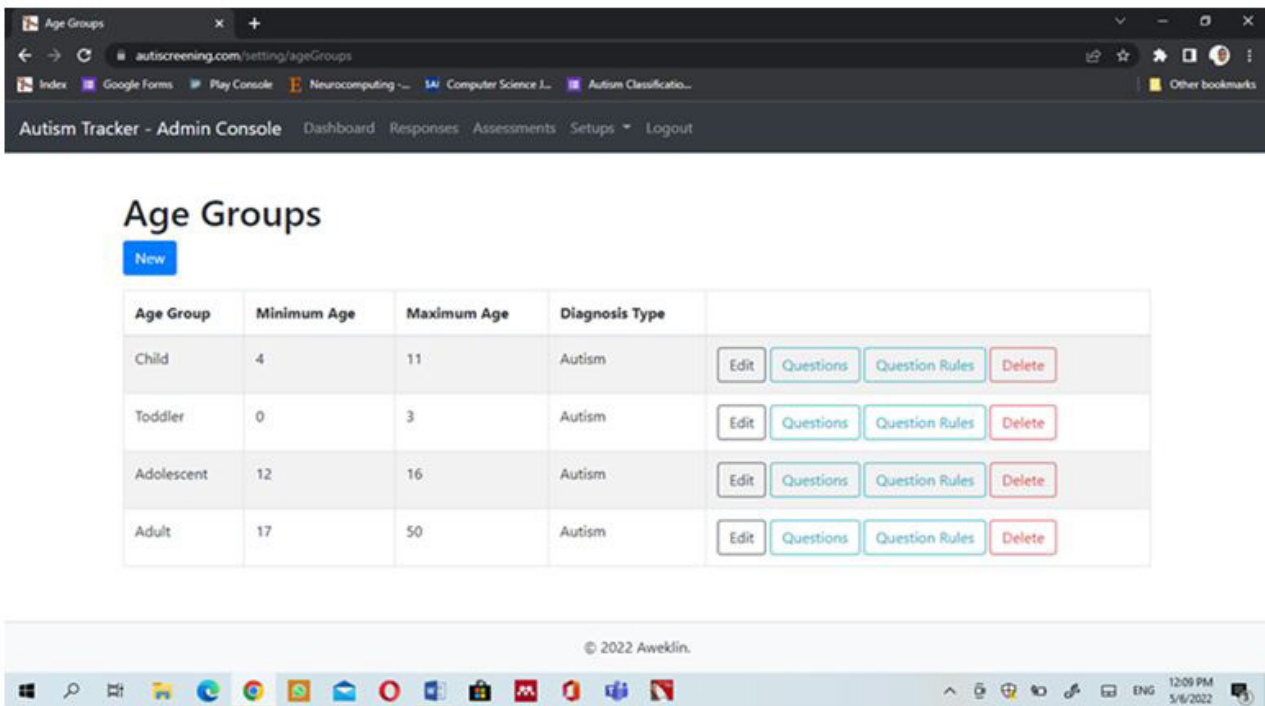 Age Groups
autiscreening.com/setting/ageGroups
Index Google Forms Play Console Neurocomputing -... Computer Science J... Autism Classificatio... Other bookmarks
Autism Tracker - Admin Console Dashboard Responses Assessments Setups Logout
Age Groups
New
Age Group Minimum Age Maximum Age Diagnosis Type
Child 4 11 Autism Edit Questions Question Rules Delete
Toddler 0 3 Autism Edit Questions Question Rules Delete
Adolescent 12 16 Autism Edit Questions Question Rules Delete
Adult 17 50 Autism Edit Questions Question Rules Delete
© 2022 Aweklin.
ENG 12:09 PM
5/6/2022